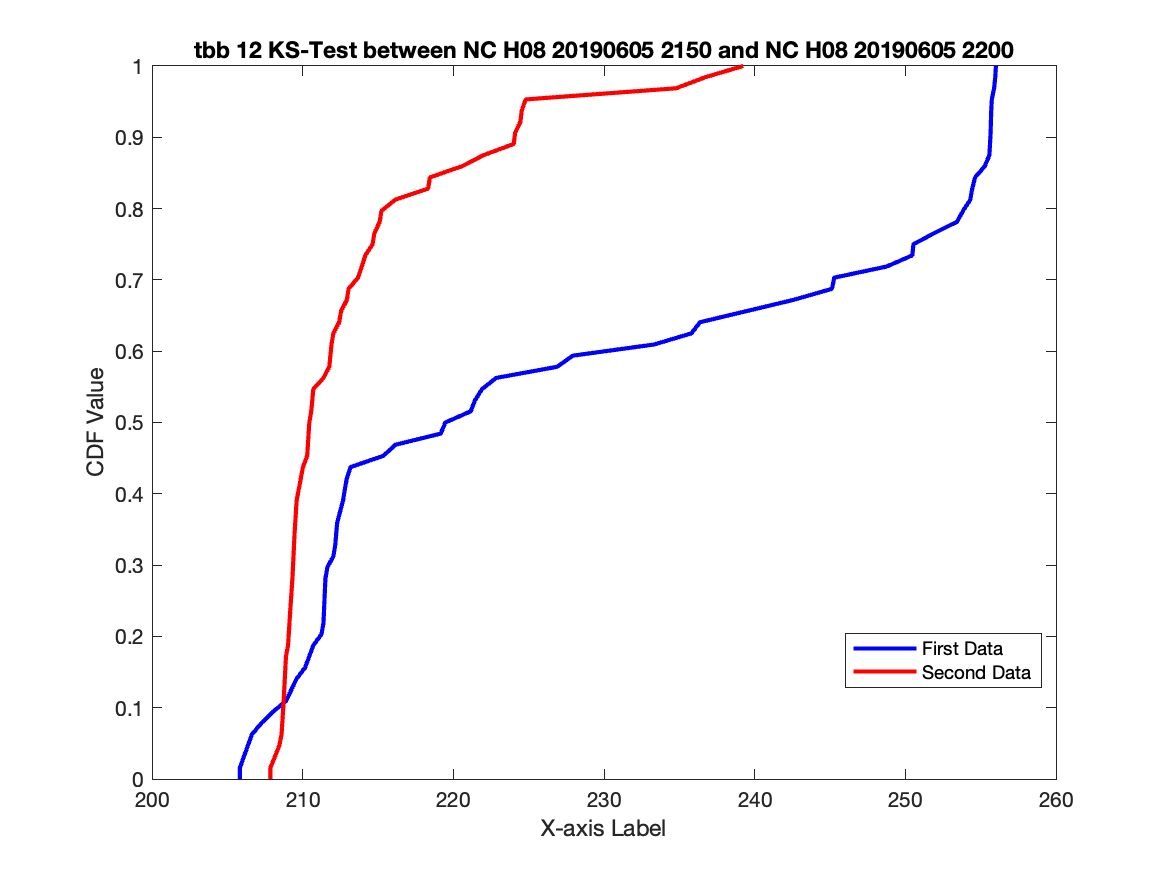 tbb 12 KS-Test between NC H08 20190605 2150 and NC H08 20190605 2200
1
0.9
0.8
0.7
0.6
0.5
0.4
0.3
0.2
0.1
0
CDF Value
First Data
Second Data
200 210 220 230 240 250 260
X-axis Label